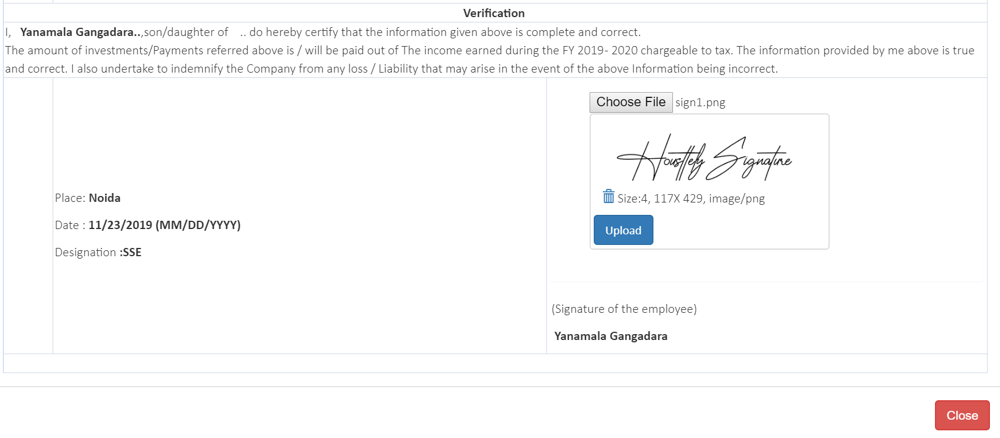 Verification
I, Yanamala Gangadara..,son/daughter of .. do hereby certify that the information given above is complete and correct.
The amount of investments/Payments referred above is / will be paid out of The income earned during the FY 2019- 2020 chargeable to tax. The information provided by me above is true
and correct. I also undertake to indemnify the Company from any loss / Liability that may arise in the event of the above Information being incorrect.
Choose File sign1.png
Housttely Signature
Size:4, 117X 429, image/png
Upload
Place: Noida
Date : 11/23/2019 (MM/DD/YYYY)
Designation :SSE
(Signature of the employee)
Yanamala Gangadara
Close